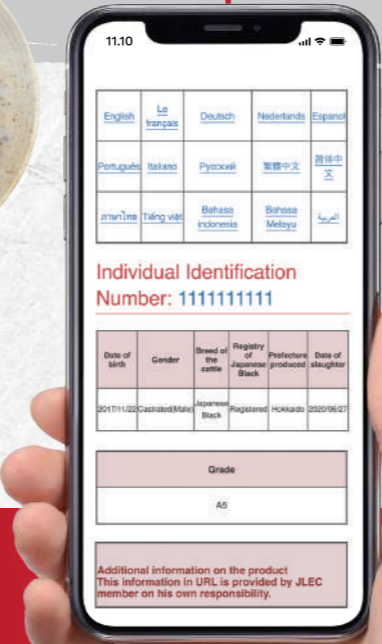 11.10
English Le français Deutsch Nederlands Espanol
Português Italiano Русский 繁體中文 简体中文
ภาษาไทย Tiếng việt Bahasa indonesia Bahasa Melayu العربية
Individual Identification
Number: 1111111111
Date of birth Gender Breed of the cattle Registry of Japanese Black Prefecture produced Date of slaughter
2017/11/22 Castrated(Male) Japanese Black Registered Hokkaido 2020/06/27
Grade
A5
Additional information on the product
This information in URL is provided by JLEC
member on his own responsibility.